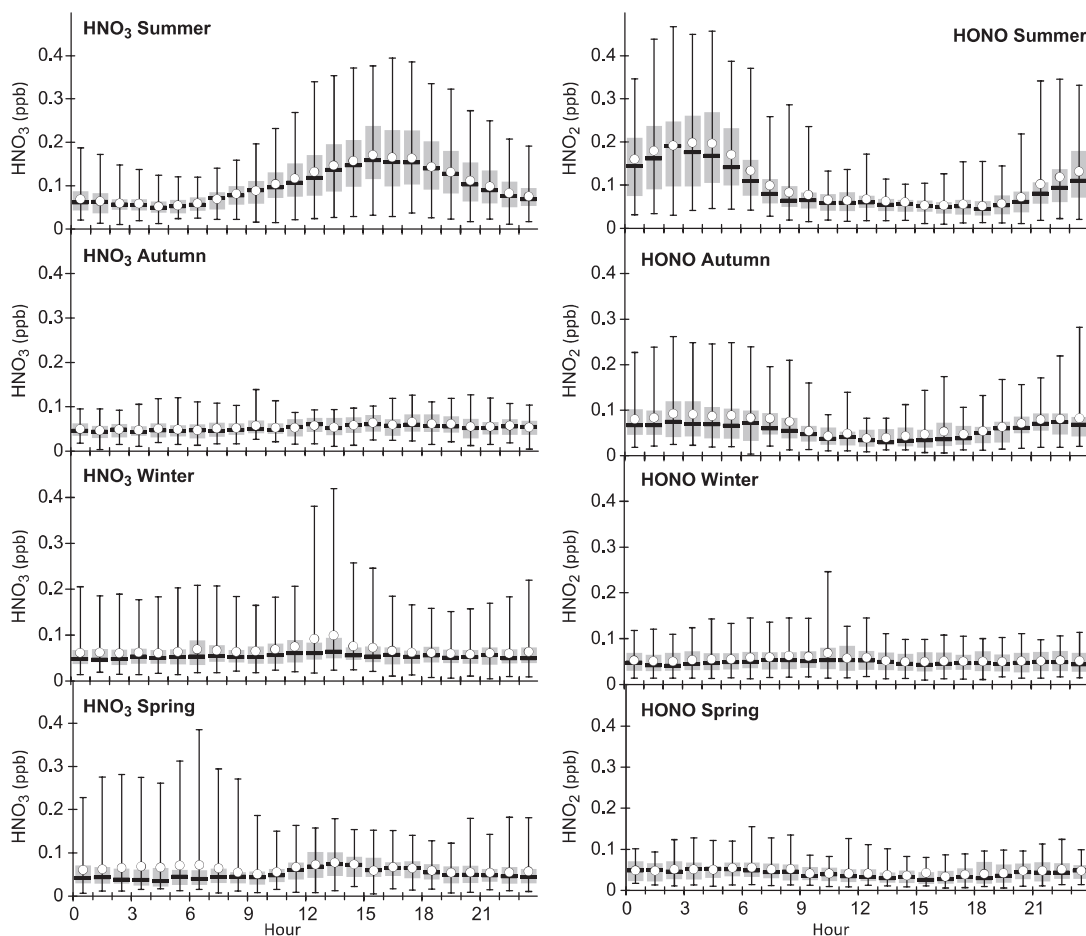 HNO3 Summer
HNO3 (ppb)
0.4
0.3
0.2
0.1
0
HONO Summer
HNO2 (ppb)
0.4
0.3
0.2
0.1
0
HNO3 Autumn
HNO3 (ppb)
0.4
0.3
0.2
0.1
0
HONO Autumn
HNO2 (ppb)
0.4
0.3
0.2
0.1
0
HNO3 Winter
HNO3 (ppb)
0.4
0.3
0.2
0.1
0
HONO Winter
HNO2 (ppb)
0.4
0.3
0.2
0.1
0
HNO3 Spring
HNO3 (ppb)
0.4
0.3
0.2
0.1
0
0 3 6 9 12 15 18 21
Hour
HONO Spring
HNO2 (ppb)
0.4
0.3
0.2
0.1
0
0 3 6 9 12 15 18 21
Hour